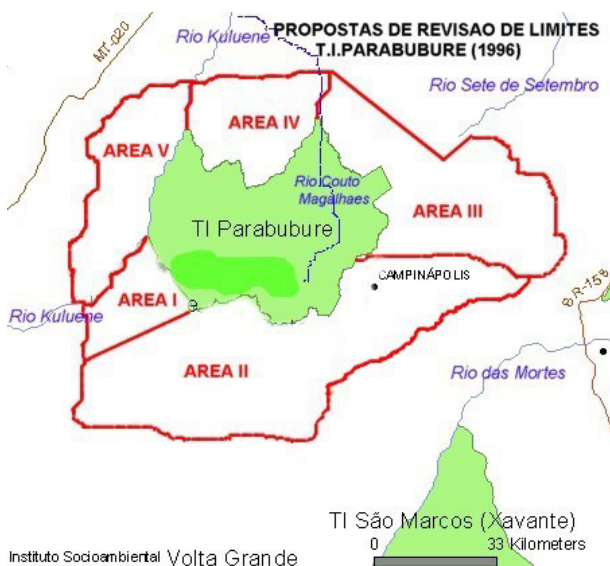 PROPOSTAS DE REVISAO DE LIMITES
T.I.PARABUBURE (1996)
Rio Kuluene
MT-020
Rio Sete de Setembro
AREA IV
AREA V
Rio Couto
Magalhaes
AREA III
TI Parabubure
CAMPINÁPOLIS
AREA I
Rio Kuluene
BR-158
AREA II
Rio das Mortes
TI São Marcos (Xavante)
0 33 Kilometers
Instituto Socioambiental Volta Grande